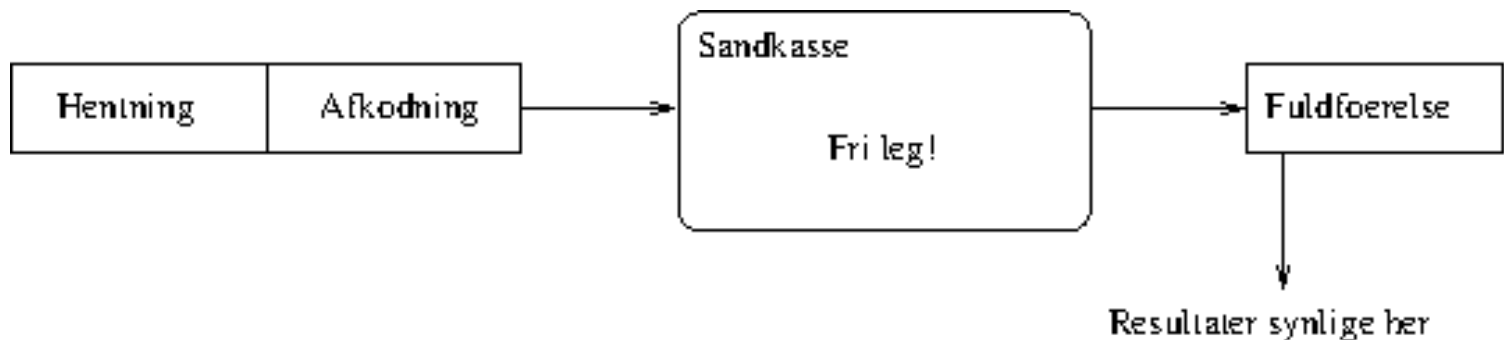 Sandkasse
Hentning
Afkodning
Fri leg!
Fuldfoerelse
Resultater synlige her